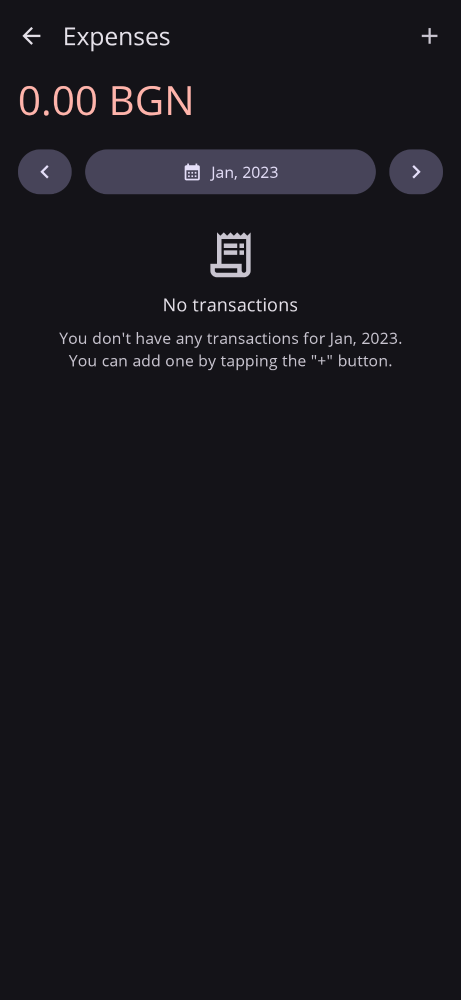 Expenses
0.00 BGN
Jan, 2023
No transactions
You don't have any transactions for Jan, 2023.
You can add one by tapping the "+" button.